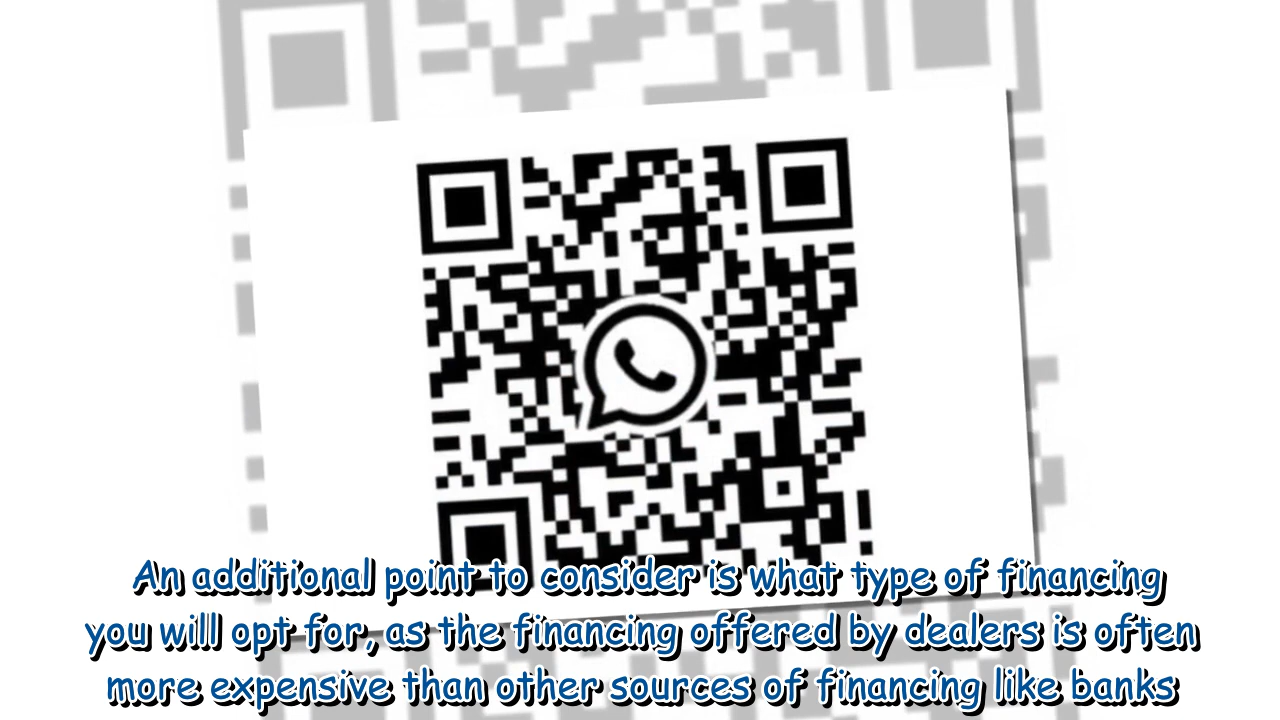 An additional point to consider is what type of financing
you will opt for, as the financing offered by dealers is often
more expensive than other sources of financing like banks